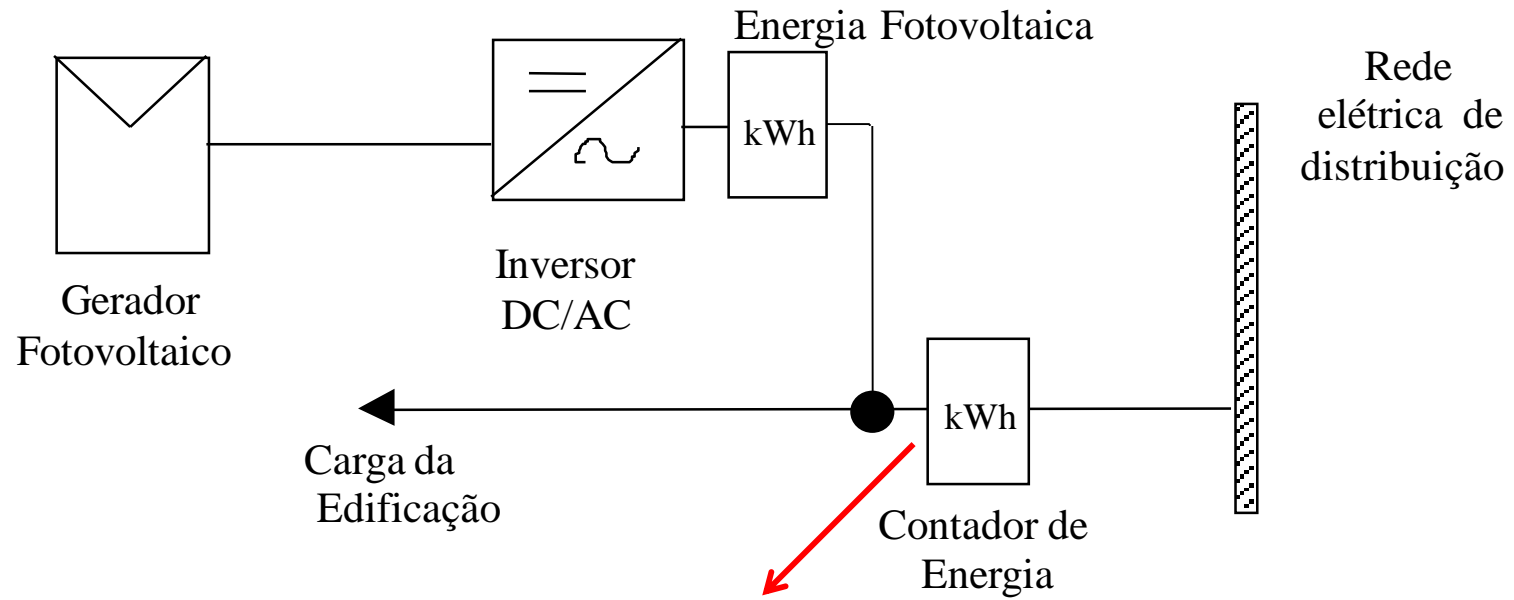 Energia Fotovoltaica
kWh
Rede
elétrica de
distribuição
Inversor
DC/AC
Gerador
Fotovoltaico
kWh
Carga da
Edificação
Contador de
Energia